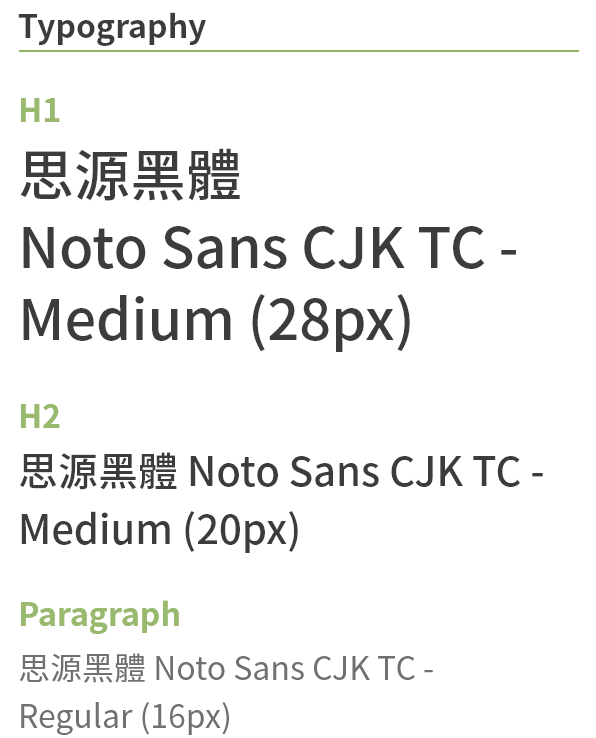 Typography
H1
思源黑體
Noto Sans CJK TC -
Medium (28px)
H2
思源黑體 Noto Sans CJK TC -
Medium (20px)
Paragraph
思源黑體 Noto Sans CJK TC -
Regular (16px)